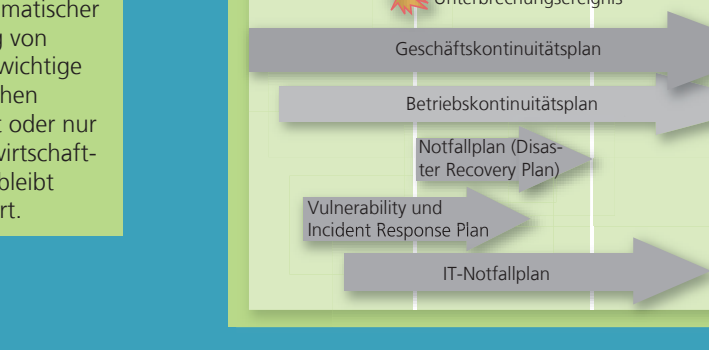 matischer
g von
wichtige
hen
t oder nur
wirtschaft-
bleibt
rt.
Unterbrechungsereignis
Geschäftskontinuitätsplan
Betriebskontinuitätsplan
Notfallplan (Disas-
ter Recovery Plan)
Vulnerability und
Incident Response Plan
IT-Notfallplan